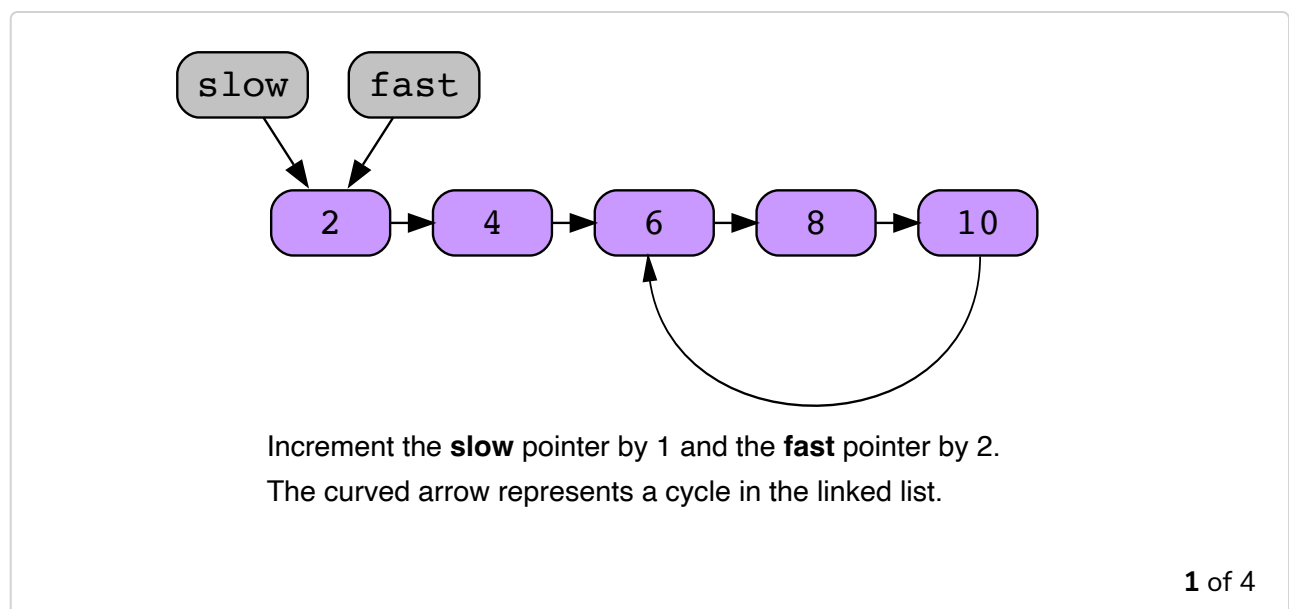 slow fast
2 4 6 8 10
Increment the slow pointer by 1 and the fast pointer by 2.
The curved arrow represents a cycle in the linked list.
1 of 4